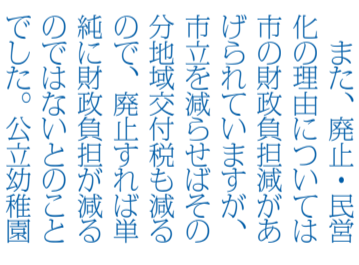 また、廃止・民営
化の理由については
市の財政負担減があ
げられていますが、
市立を減らせばその
分地域交付税も減る
ので、廃止すれば単
純に財政負担が減る
のではないとのこと
でした。公立幼稚園